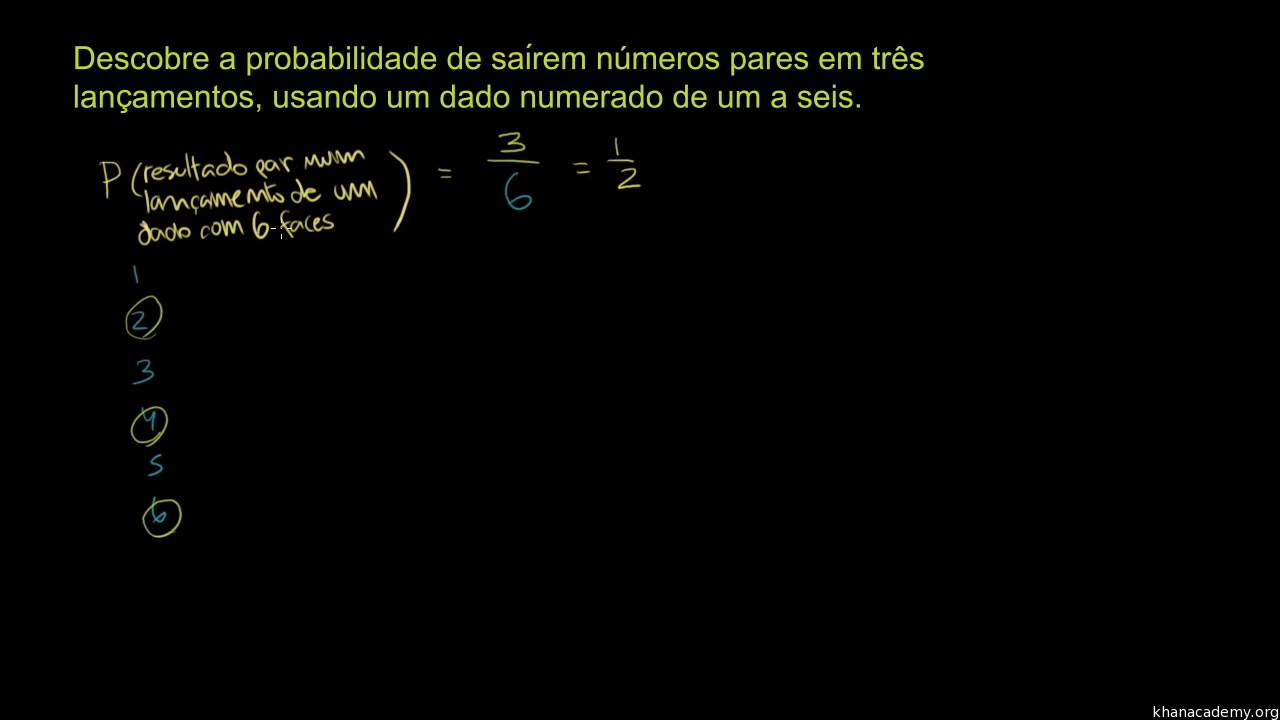 Descobre a probabilidade de saírem números pares em três
lançamentos, usando um dado numerado de um a seis.
P (resultado par num lançamento de um dado com 6 faces) = 3/6 = 1/2
1
2
3
4
5
6
khanacademy.org